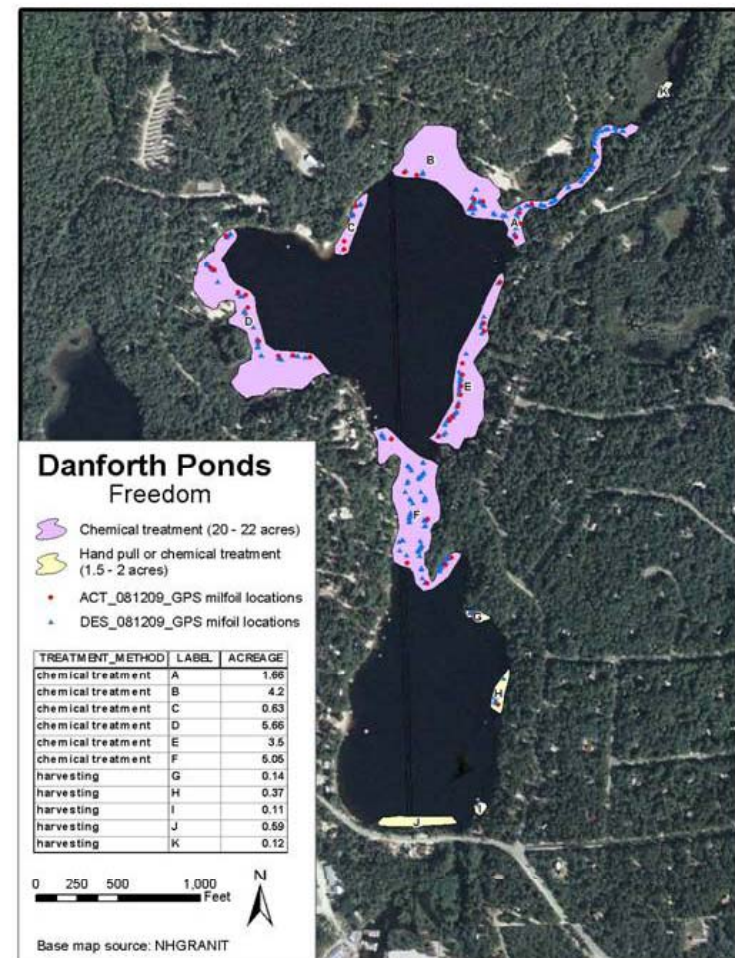 K
B
A
C
D
E
F
G
H
I
J
Danforth Ponds
Freedom
Chemical treatment (20 - 22 acres)
Hand pull or chemical treatment
(1.5 - 2 acres)
ACT_081209_GPS milfoil locations
DES_081209_GPS mifoil locations
TREATMENT_METHOD LABEL ACREAGE
chemical treatment A 1.66
chemical treatment B 4.2
chemical treatment C 0.63
chemical treatment D 5.66
chemical treatment E 3.5
chemical treatment F 5.05
harvesting G 0.14
harvesting H 0.37
harvesting I 0.11
harvesting J 0.59
harvesting K 0.12
N
0 250 500 1,000
Feet
Base map source: NHGRANIT